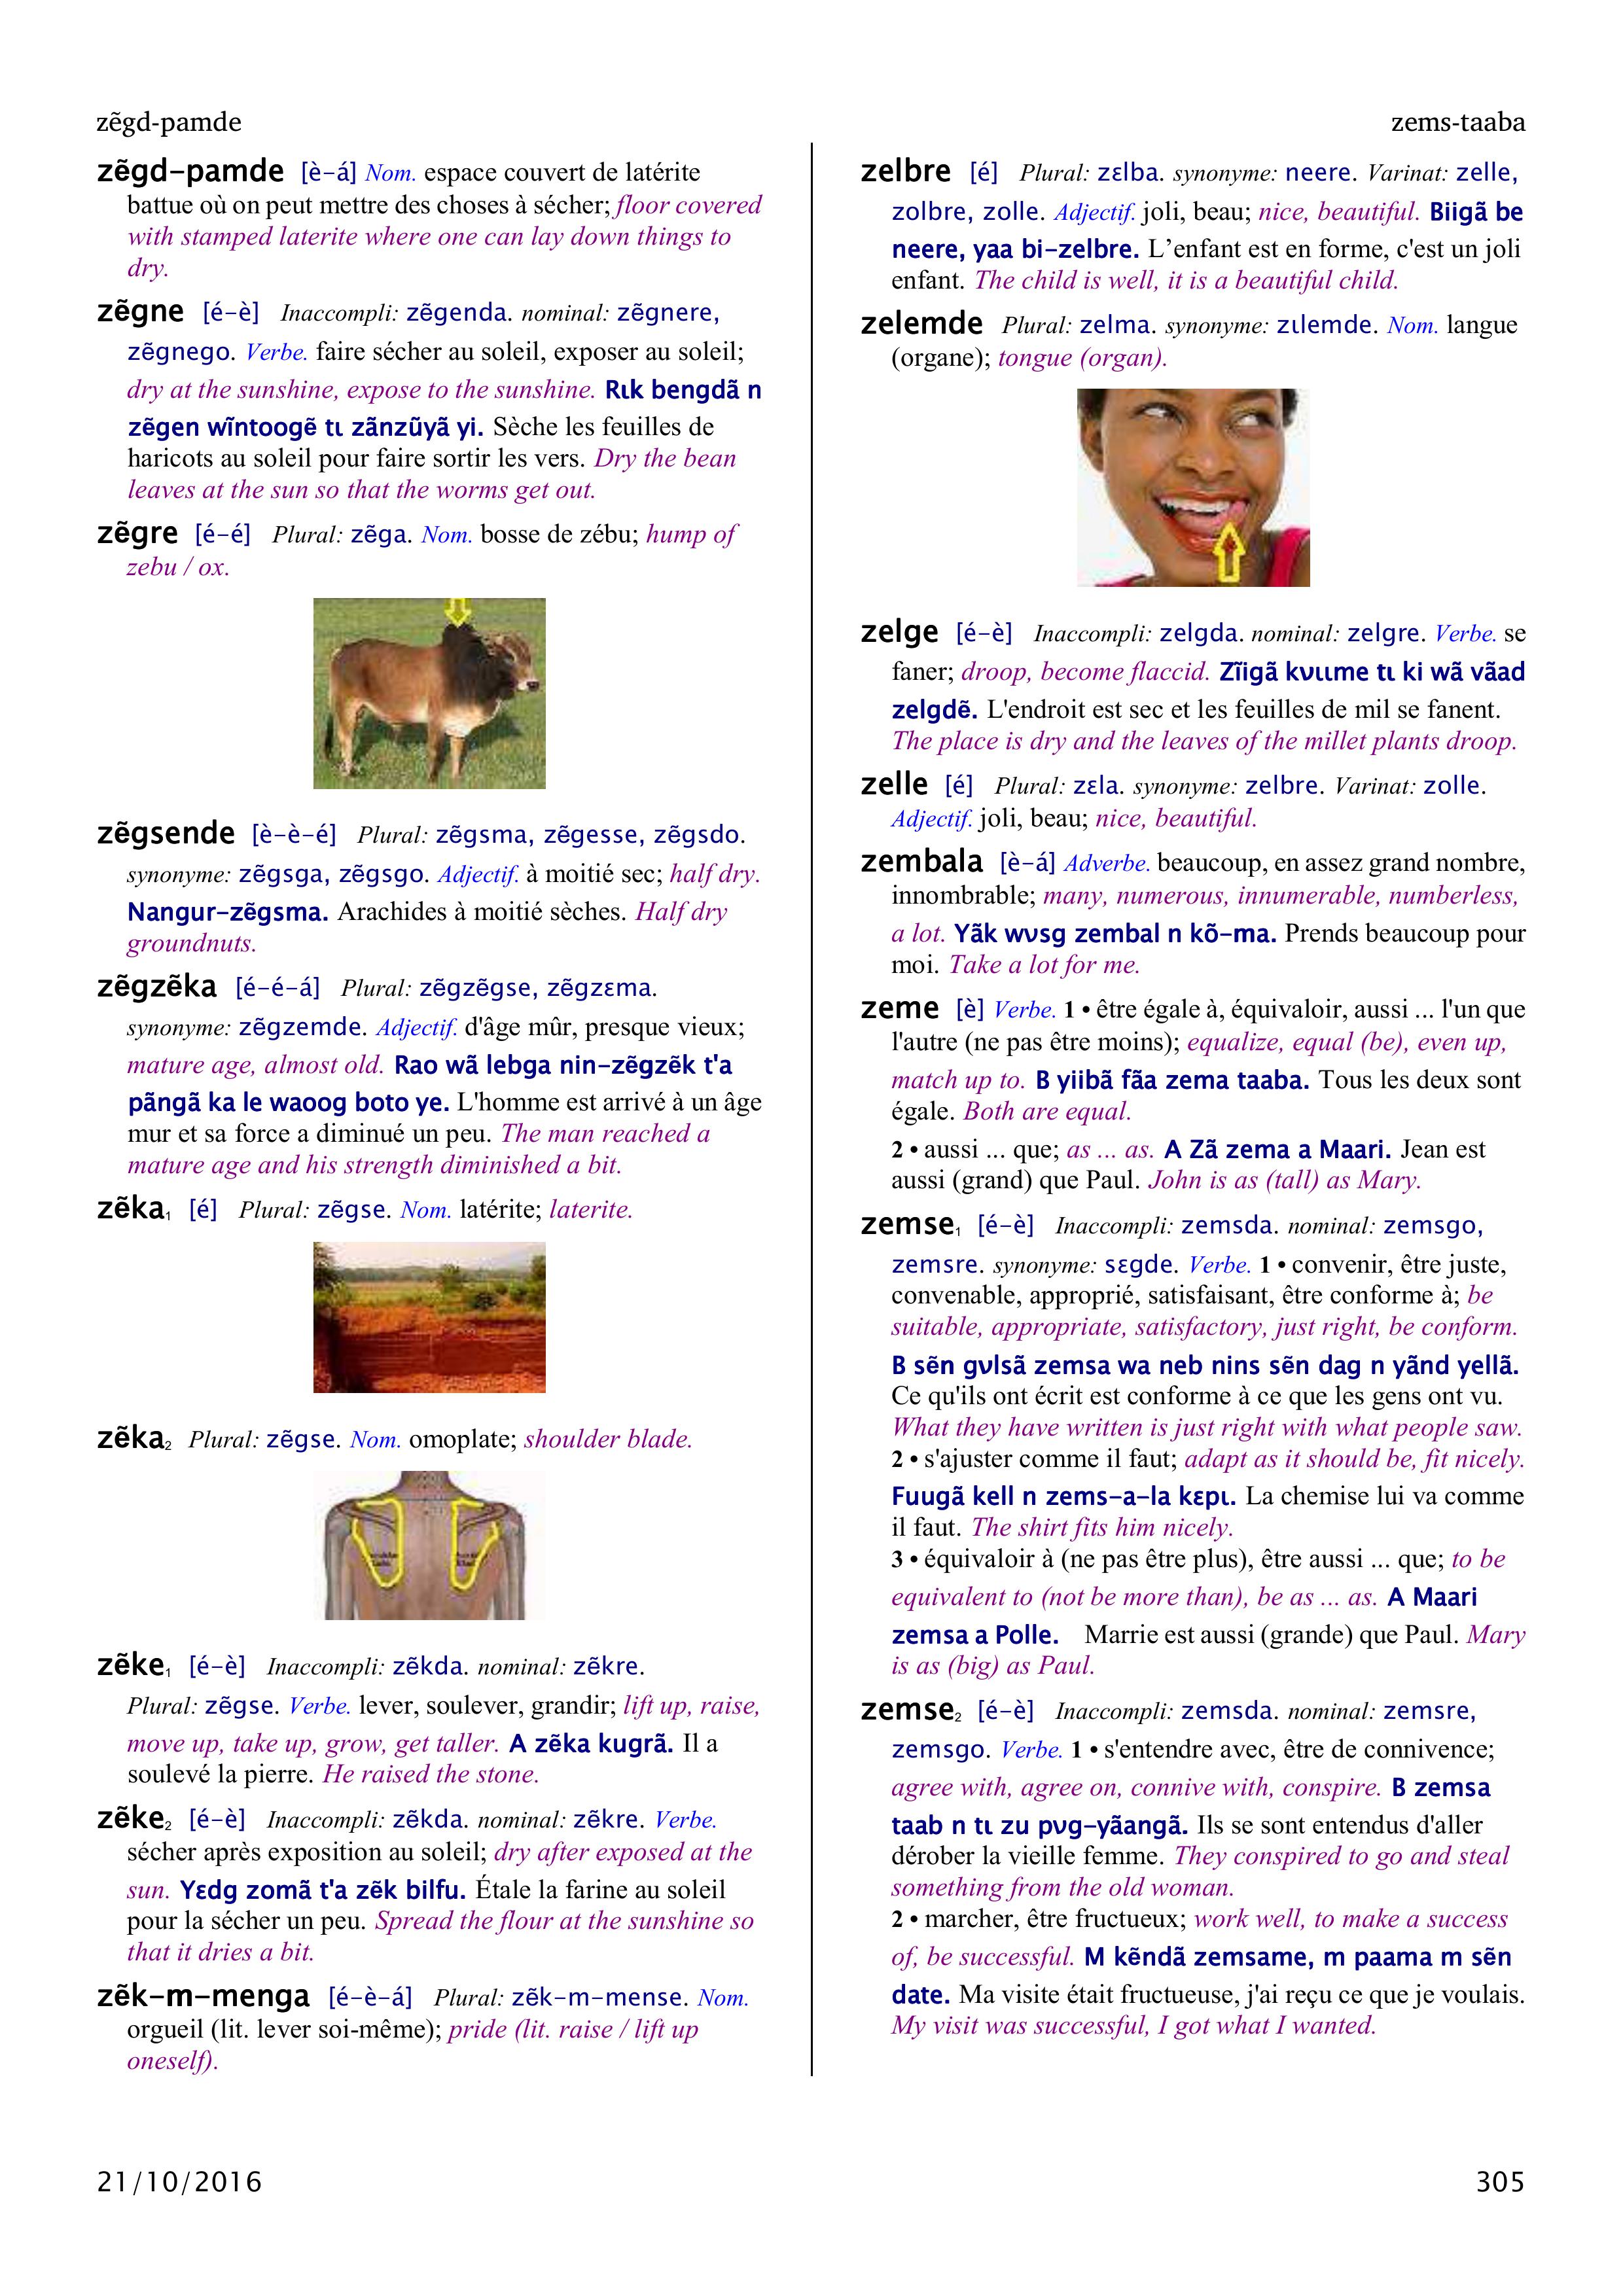 zẽgd-pamde
zems-taaba
zẽgd–pamde [è–á] Nom. espace couvert de latérite
battue où on peut mettre des choses à sécher; floor covered
with stamped laterite where one can lay down things to
dry.
zẽgne [é–è] Inaccompli: zẽgenda. nominal: zẽgnere,
zẽgnego. Verbe. faire sécher au soleil, exposer au soleil;
dry at the sunshine, expose to the sunshine. Rɩk bengdã n
zẽgen wĩntoogẽ tɩ zãnzũyã yi. Sèche les feuilles de
haricots au soleil pour faire sortir les vers. Dry the bean
leaves at the sun so that the worms get out.
zẽgre [é–é] Plural: zẽga. Nom. bosse de zébu; hump of
zebu / ox.
zẽgsende [è–è–é] Plural: zẽgsma, zẽgesse, zẽgsdo.
synonyme: zẽgsga, zẽgsgo. Adjectif. à moitié sec; half dry.
Nangur–zẽgsma. Arachides à moitié sèches. Half dry
groundnuts.
zẽgzẽka [é–é–á] Plural: zẽgzẽgse, zẽgzɛma.
synonyme: zẽgzemde. Adjectif. d'âge mûr, presque vieux;
mature age, almost old. Rao wã lebga nin–zẽgzẽk t'a
pãngã ka le waoog boto ye. L'homme est arrivé à un âge
mur et sa force a diminué un peu. The man reached a
mature age and his strength diminished a bit.
zẽka₁ [é] Plural: zẽgse. Nom. latérite; laterite.
zẽka₂ Plural: zẽgse. Nom. omoplate; shoulder blade.
zẽke₁ [é–è] Inaccompli: zẽkda. nominal: zẽkre.
Plural: zẽgse. Verbe. lever, soulever, grandir; lift up, raise,
move up, take up, grow, get taller. A zẽka kugrã. Il a
soulevé la pierre. He raised the stone.
zẽke₂ [é–è] Inaccompli: zẽkda. nominal: zẽkre. Verbe.
sécher après exposition au soleil; dry after exposed at the
sun. Yɛdg zomã t'a zẽk bilfu. Étale la farine au soleil
pour la sécher un peu. Spread the flour at the sunshine so
that it dries a bit.
zẽk–m–menga [é–è–á] Plural: zẽk–m–mense. Nom.
orgueil (lit. lever soi-même); pride (lit. raise / lift up
oneself).
zelbre [é] Plural: zɛlba. synonyme: neere. Varinat: zelle,
zolbre, zolle. Adjectif. joli, beau; nice, beautiful. Biigã be
neere, yaa bi–zelbre. L’enfant est en forme, c'est un joli
enfant. The child is well, it is a beautiful child.
zelemde Plural: zelma. synonyme: zɩlemde. Nom. langue
(organe); tongue (organ).
zelge [é–è] Inaccompli: zelgda. nominal: zelgre. Verbe. se
faner; droop, become flaccid. Zĩigã kʋɩɩme tɩ ki wã vãad
zelgdẽ. L'endroit est sec et les feuilles de mil se fanent.
The place is dry and the leaves of the millet plants droop.
zelle [é] Plural: zɛla. synonyme: zelbre. Varinat: zolle.
Adjectif. joli, beau; nice, beautiful.
zembala [è–á] Adverbe. beaucoup, en assez grand nombre,
innombrable; many, numerous, innumerable, numberless,
a lot. Yãk wʋsg zembal n kõ–ma. Prends beaucoup pour
moi. Take a lot for me.
zeme [è] Verbe. 1 • être égale à, équivaloir, aussi ... l'un que
l'autre (ne pas être moins); equalize, equal (be), even up,
match up to. B yiibã fãa zema taaba. Tous les deux sont
égale. Both are equal.
2 • aussi ... que; as ... as. A Zã zema a Maari. Jean est
aussi (grand) que Paul. John is as (tall) as Mary.
zemse₁ [é–è] Inaccompli: zemsda. nominal: zemsgo,
zemsre. synonyme: sɛgde. Verbe. 1 • convenir, être juste,
convenable, approprié, satisfaisant, être conforme à; be
suitable, appropriate, satisfactory, just right, be conform.
B sẽn gʋlsã zemsa wa neb nins sẽn dag n yãnd yellã.
Ce qu'ils ont écrit est conforme à ce que les gens ont vu.
What they have written is just right with what people saw.
2 • s'ajuster comme il faut; adapt as it should be, fit nicely.
Fuugã kell n zems–a–la kɛpɩ. La chemise lui va comme
il faut. The shirt fits him nicely.
3 • équivaloir à (ne pas être plus), être aussi ... que; to be
equivalent to (not be more than), be as ... as. A Maari
zemsa a Polle. Marrie est aussi (grande) que Paul. Mary
is as (big) as Paul.
zemse₂ [é–è] Inaccompli: zemsda. nominal: zemsre,
zemsgo. Verbe. 1 • s'entendre avec, être de connivence;
agree with, agree on, connive with, conspire. B zemsa
taab n tɩ zu pʋg–yãangã. Ils se sont entendus d'aller
dérober la vieille femme. They conspired to go and steal
something from the old woman.
2 • marcher, être fructueux; work well, to make a success
of, be successful. M kẽndã zemsame, m paama m sẽn
date. Ma visite était fructueuse, j'ai reçu ce que je voulais.
My visit was successful, I got what I wanted.
21/10/2016
305